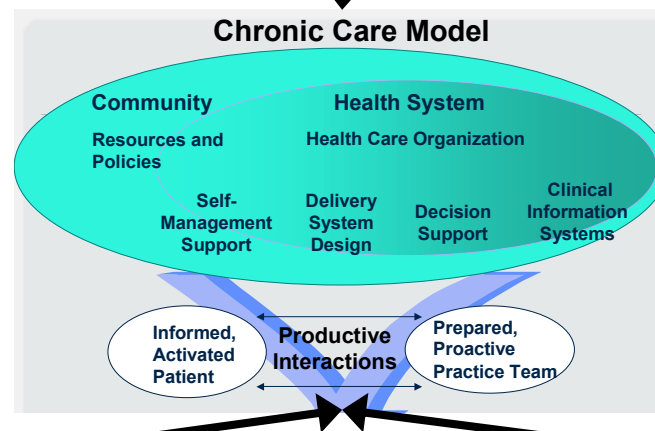 Chronic Care Model
Community
Resources and
Policies
Health System
Health Care Organization
Self-
Management
Support
Delivery
System
Design
Decision
Support
Clinical
Information
Systems
Informed,
Activated
Patient
Productive
Interactions
Prepared,
Proactive
Practice Team